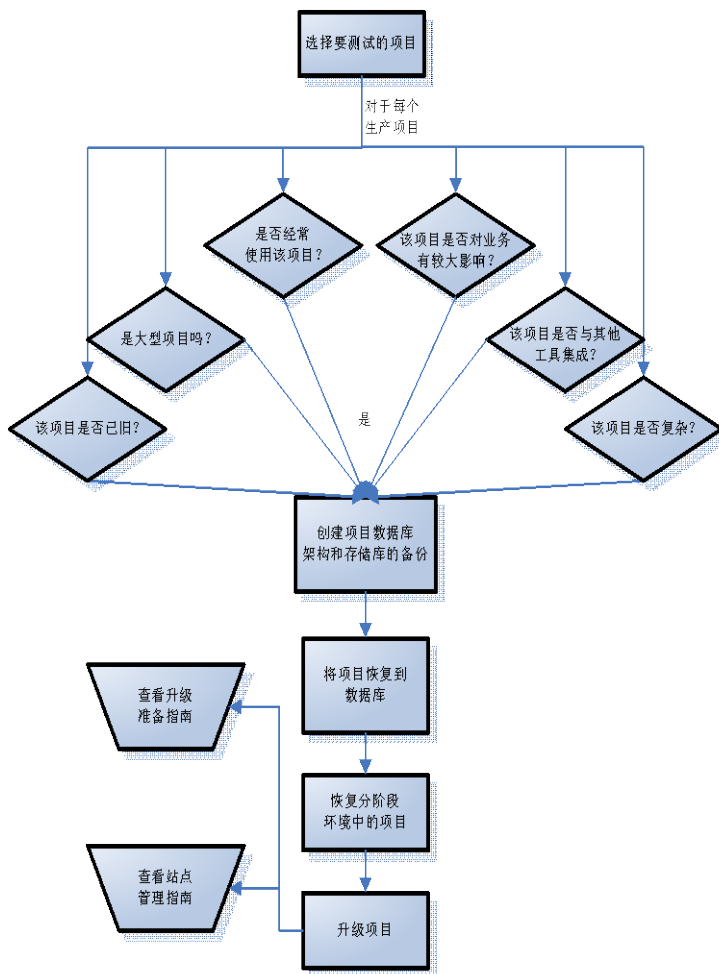 选择要测试的项目
对于每个
生产项目
是否经常
使用该项目?
该项目是否对业务
有较大影响?
是大型项目吗?
该项目是否与其他
工具集成?
该项目是否已旧?
是
该项目是否复杂?
创建项目数据库
架构和存储库的备份
将项目恢复到
数据库
查看升级
准备指南
恢复分阶段
环境中的项目
查看站点
管理指南
升级项目